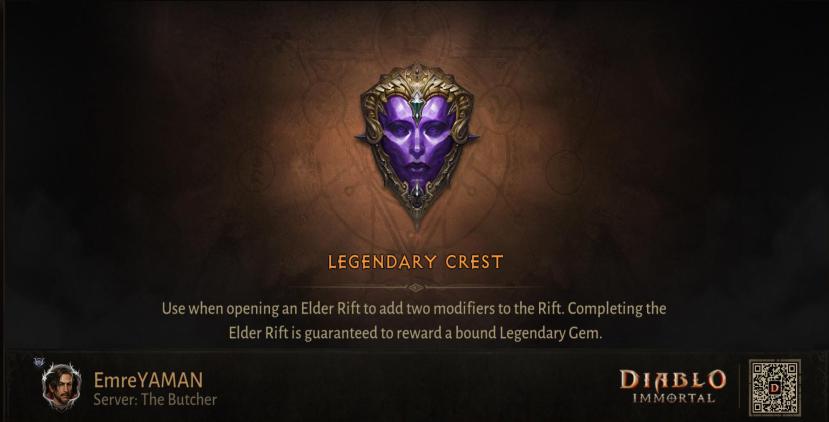 LEGENDARY CREST
Use when opening an Elder Rift to add two modifiers to the Rift. Completing the
Elder Rift is guaranteed to reward a bound Legendary Gem.
EmreYAMAN
Server: The Butcher
DIABLO
IMMORTAL
D